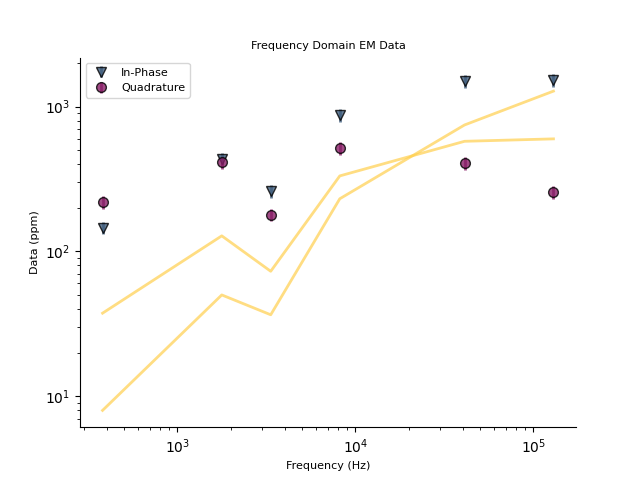 Frequency Domain EM Data
In-Phase
Quadrature
10³
10²
10¹
Data (ppm)
10³ 10⁴ 10⁵
Frequency (Hz)